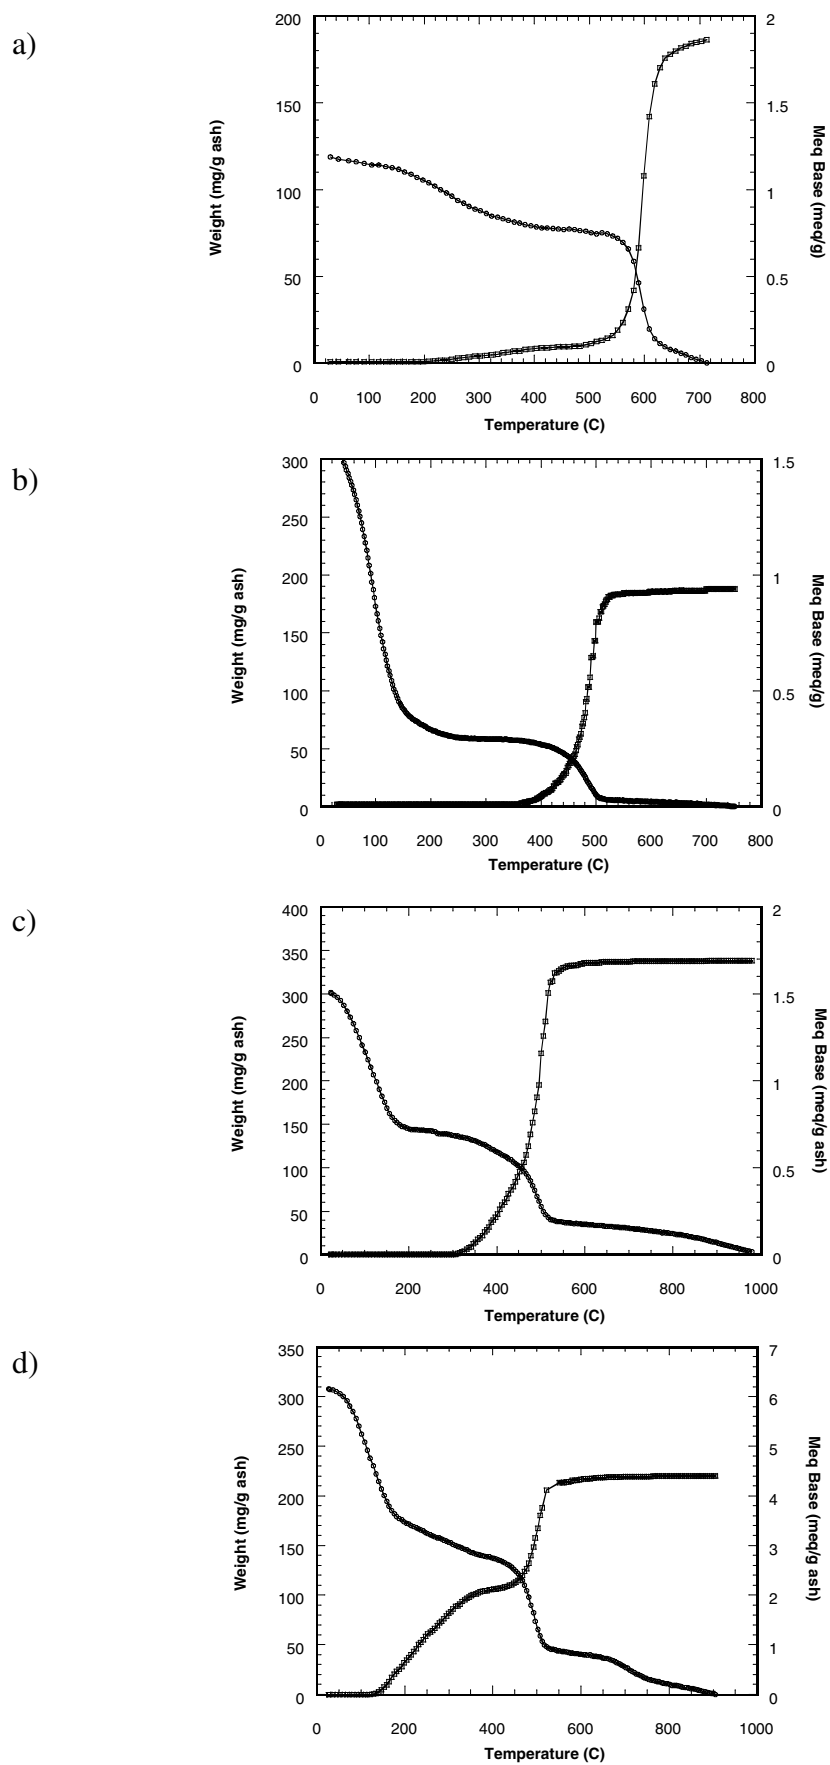 a)
200
150
100
50
0
Weight (mg/g ash)
2
1.5
1
0.5
0
Meq Base (meq/g)
0 100 200 300 400 500 600 700 800
Temperature (C)
b)
300
250
200
150
100
50
0
Weight (mg/g ash)
1.5
1
0.5
0
Meq Base (meq/g)
0 100 200 300 400 500 600 700 800
Temperature (C)
c)
400
350
300
250
200
150
100
50
0
Weight (mg/g ash)
2
1.5
1
0.5
0
Meq Base (meq/g ash)
0 200 400 600 800 1000
Temperature (C)
d)
350
300
250
200
150
100
50
0
Weight (mg/g ash)
7
6
5
4
3
2
1
0
Meq Base (meq/g ash)
0 200 400 600 800 1000
Temperature (C)